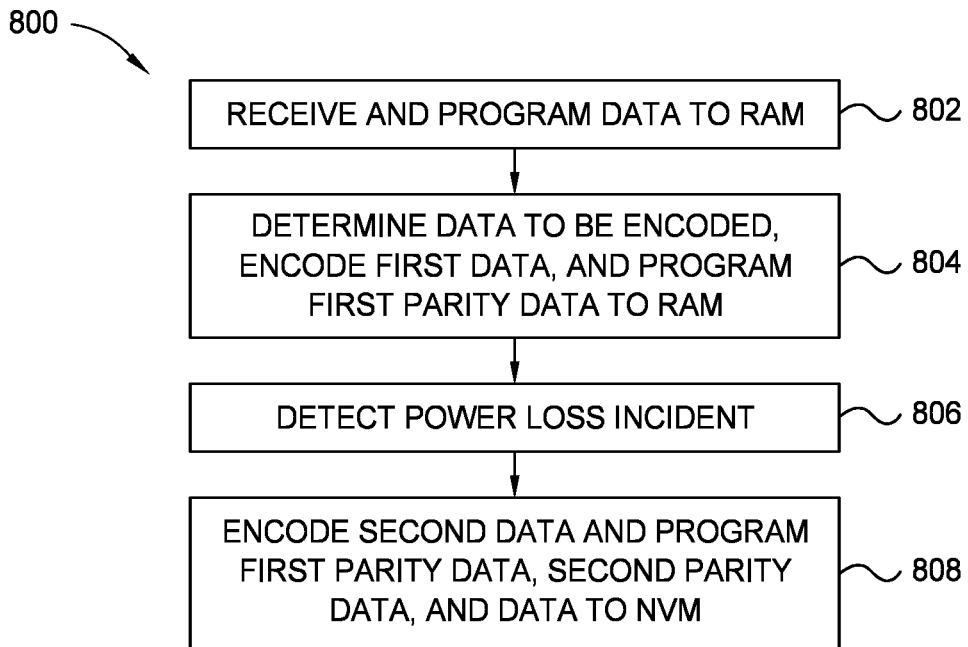 800
RECEIVE AND PROGRAM DATA TO RAM
802
DETERMINE DATA TO BE ENCODED,
ENCODE FIRST DATA, AND PROGRAM
FIRST PARITY DATA TO RAM
804
DETECT POWER LOSS INCIDENT
806
ENCODE SECOND DATA AND PROGRAM
FIRST PARITY DATA, SECOND PARITY
DATA, AND DATA TO NVM
808